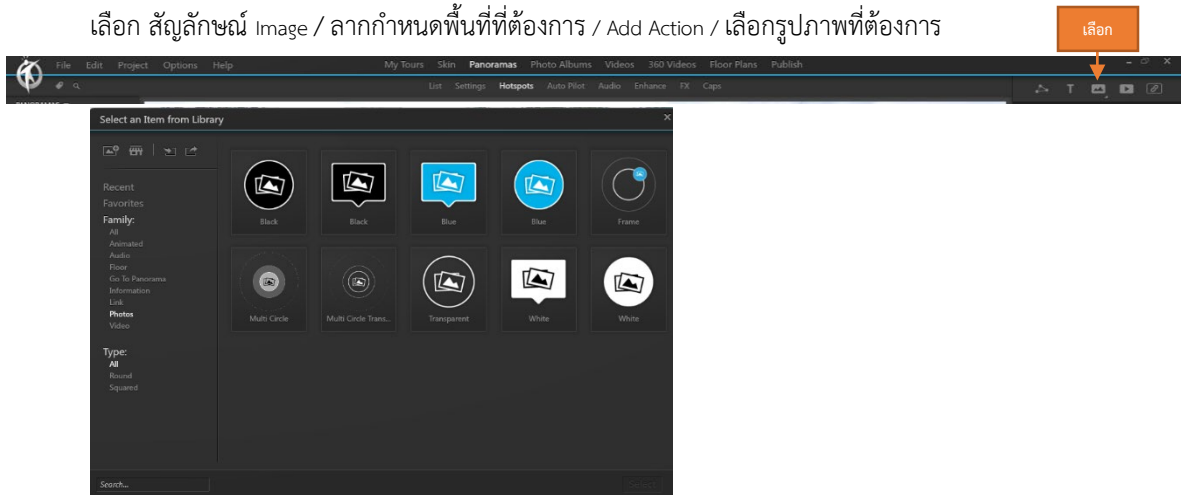 เลือก สัญลักษณ์ Image / ลากกำหนดพื้นที่ที่ต้องการ / Add Action / เลือกรูปภาพที่ต้องการ
เลือก
File Edit Project Options Help My Tours Skin Panoramas Photo Albums Videos 360 Videos Floor Plans Publish
List Settings Hotspots Auto Pilot Audio Enhance FX Caps
T
Select an Item from Library
Recent
Favorites
Family:
All
Animated
Audio
Floor
Go To Panorama
Information
Link
Photos
Video
Type:
All
Round
Squared
Black Black Blue Blue Frame
Multi Circle Multi Circle Trans... Transparent White White
Search... Select